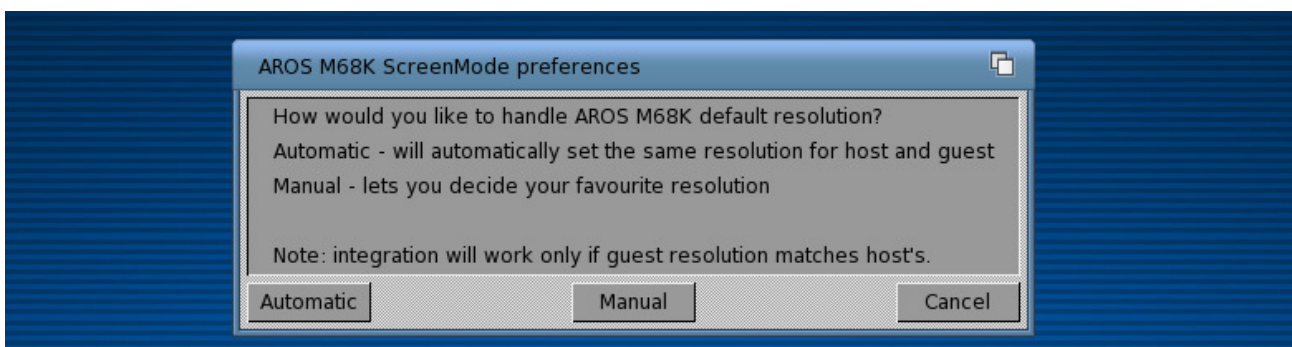 AROS M68K ScreenMode preferences
How would you like to handle AROS M68K default resolution?
Automatic - will automatically set the same resolution for host and guest
Manual - lets you decide your favourite resolution
Note: integration will work only if guest resolution matches host's.
Automatic Manual Cancel